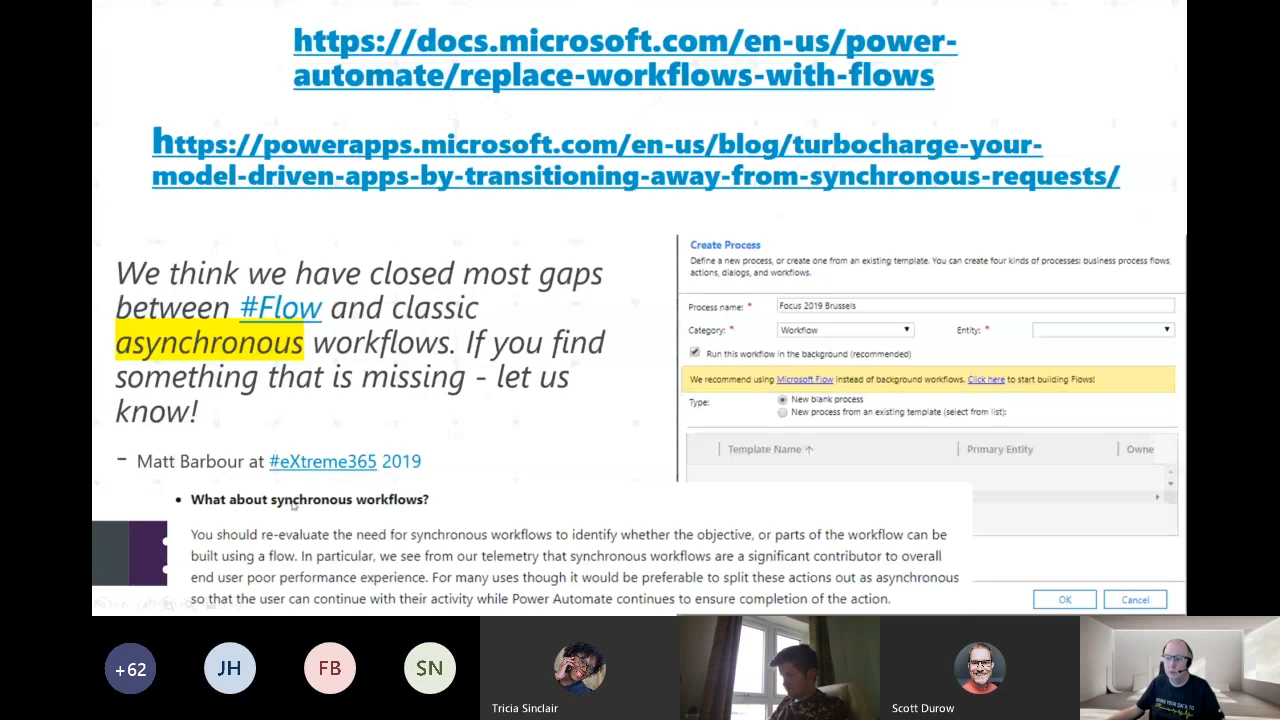 https://docs.microsoft.com/en-us/power-
automate/replace-workflows-with-flows
https://powerapps.microsoft.com/en-us/blog/turbocharge-your-
model-driven-apps-by-transitioning-away-from-synchronous-requests/
We think we have closed most gaps
between #Flow and classic
asynchronous workflows. If you find
something that is missing - let us
know!
- Matt Barbour at #eXtreme365 2019
Create Process
Define a new process, or create one from an existing template. You can create four kinds of processes: business process flows,
actions, dialogs, and workflows.
Process name: * Focus 2019 Brussels
Category: * Workflow Entity: *
Run this workflow in the background (recommended)
We recommend using Microsoft Flow instead of background workflows. Click here to start building Flows!
Type: New blank process
New process from an existing template (select from list):
Template Name ↑ Primary Entity Owne
• What about synchronous workflows?
You should re-evaluate the need for synchronous workflows to identify whether the objective, or parts of the workflow can be
built using a flow. In particular, we see from our telemetry that synchronous workflows are a significant contributor to overall
end user poor performance experience. For many uses though it would be preferable to split these actions out as asynchronous
so that the user can continue with their activity while Power Automate continues to ensure completion of the action.
OK Cancel
+62 JH FB SN
Tricia Sinclair
Scott Durow